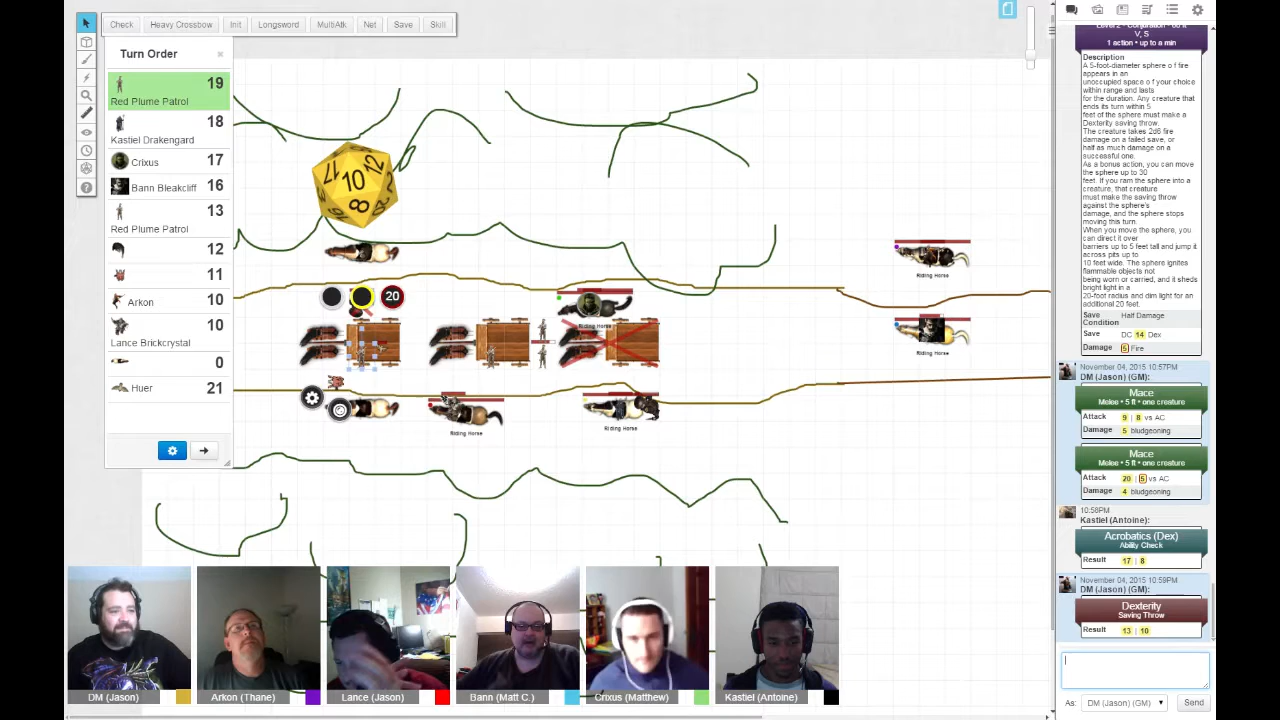 Check
Heavy Crossbow
Init
Longsword
MultiAtk
Net
Save
Skill
Turn Order
19
Red Plume Patrol
18
Kastiel Drakengard
Crixus 17
Bann Bleakcliff 16
13
Red Plume Patrol
12
11
Arkon 10
10
Lance Brickcrystal
0
Huer 21
17
12
10
8
20
Riding Horse
Riding Horse
Riding Horse
Riding Horse
Riding Horse
DM (Jason)
Arkon (Thane)
Lance (Jason)
Bann (Matt C.)
Crixus (Matthew)
Kastiel (Antoine)
V, S
1 action • up to a min
Description
A 5-foot-diameter sphere o f fire
appears in an
unoccupied space o f your choice
within range and lasts
for the duration. Any creature that
ends its turn within 5
feet of the sphere must make a
Dexterity saving throw.
The creature takes 2d6 fire
damage on a failed save, or
half as much damage on a
successful one.
As a bonus action, you can move
the sphere up to 30
feet. If you ram the sphere into a
creature, that creature
must make the saving throw
against the sphere's
damage, and the sphere stops
moving this turn.
When you move the sphere, you
can direct it over
barriers up to 5 feet tall and jump it
across pits up to
10 feet wide. The sphere ignites
flammable objects not
being worn or carried, and it sheds
bright light in a
20-foot radius and dim light for an
additional 20 feet.
Save Condition Half Damage
Save DC 14 Dex
Damage 5 Fire
November 04, 2015 10:57PM
DM (Jason) (GM):
Mace
Melee • 5 ft • one creature
Attack 9 | 8 vs AC
Damage 5 bludgeoning
Mace
Melee • 5 ft • one creature
Attack 20 | 5 vs AC
Damage 4 bludgeoning
10:58PM
Kastiel (Antoine):
Acrobatics (Dex)
Ability Check
Result 17 | 8
November 04, 2015 10:59PM
DM (Jason) (GM):
Dexterity
Saving Throw
Result 13 | 10
As: DM (Jason) (GM)
Send